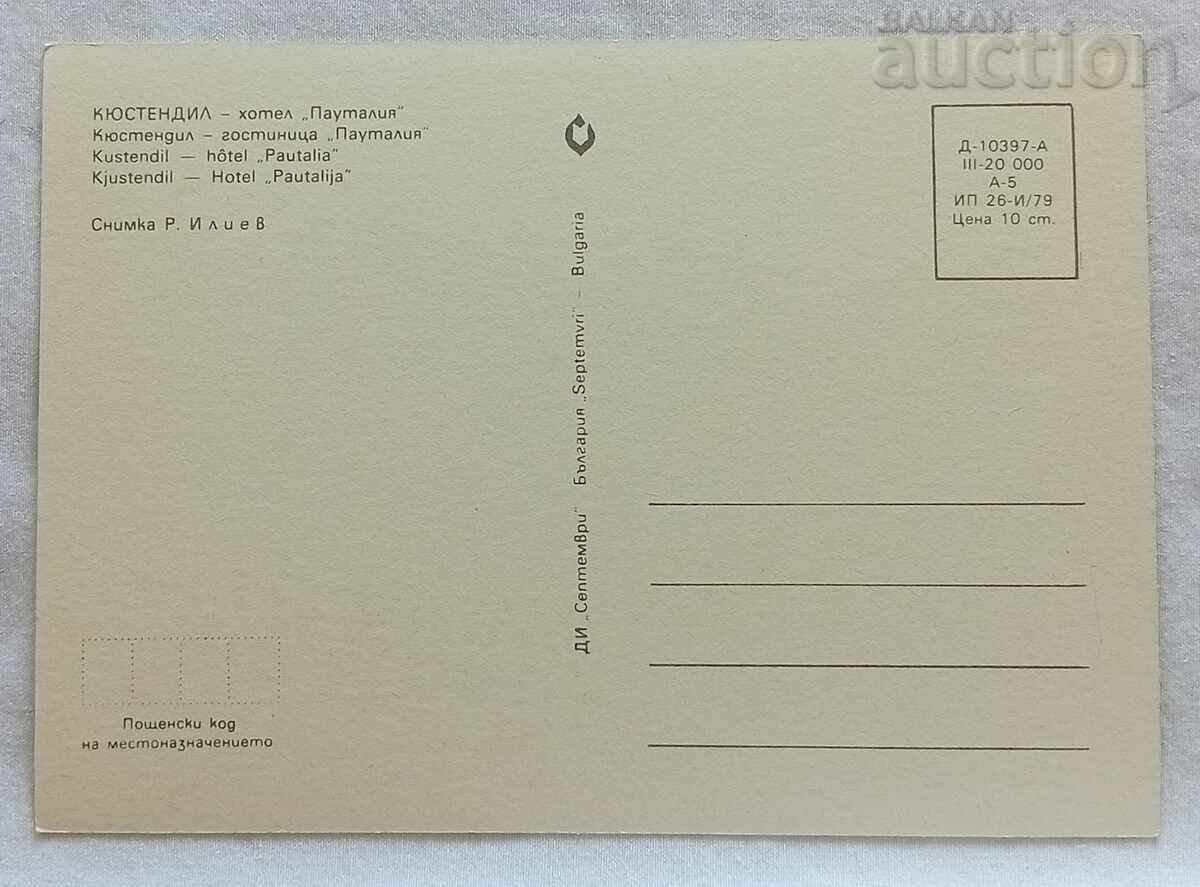 BALKAN
auction
КЮСТЕНДИЛ – хотел „Пауталия"
Кюстендил – гостиница „Пауталия"
Kustendil — hôtel „Pautalia"
Kjustendil — Hotel „Pautalija"
Снимка Р. Илиев
ДИ „Септември" България „Septemvri" – Bulgaria
Д-10397-А
III-20 000
А-5
ИП 26-И/79
Цена 10 ст.
Пощенски код
на местоназначението